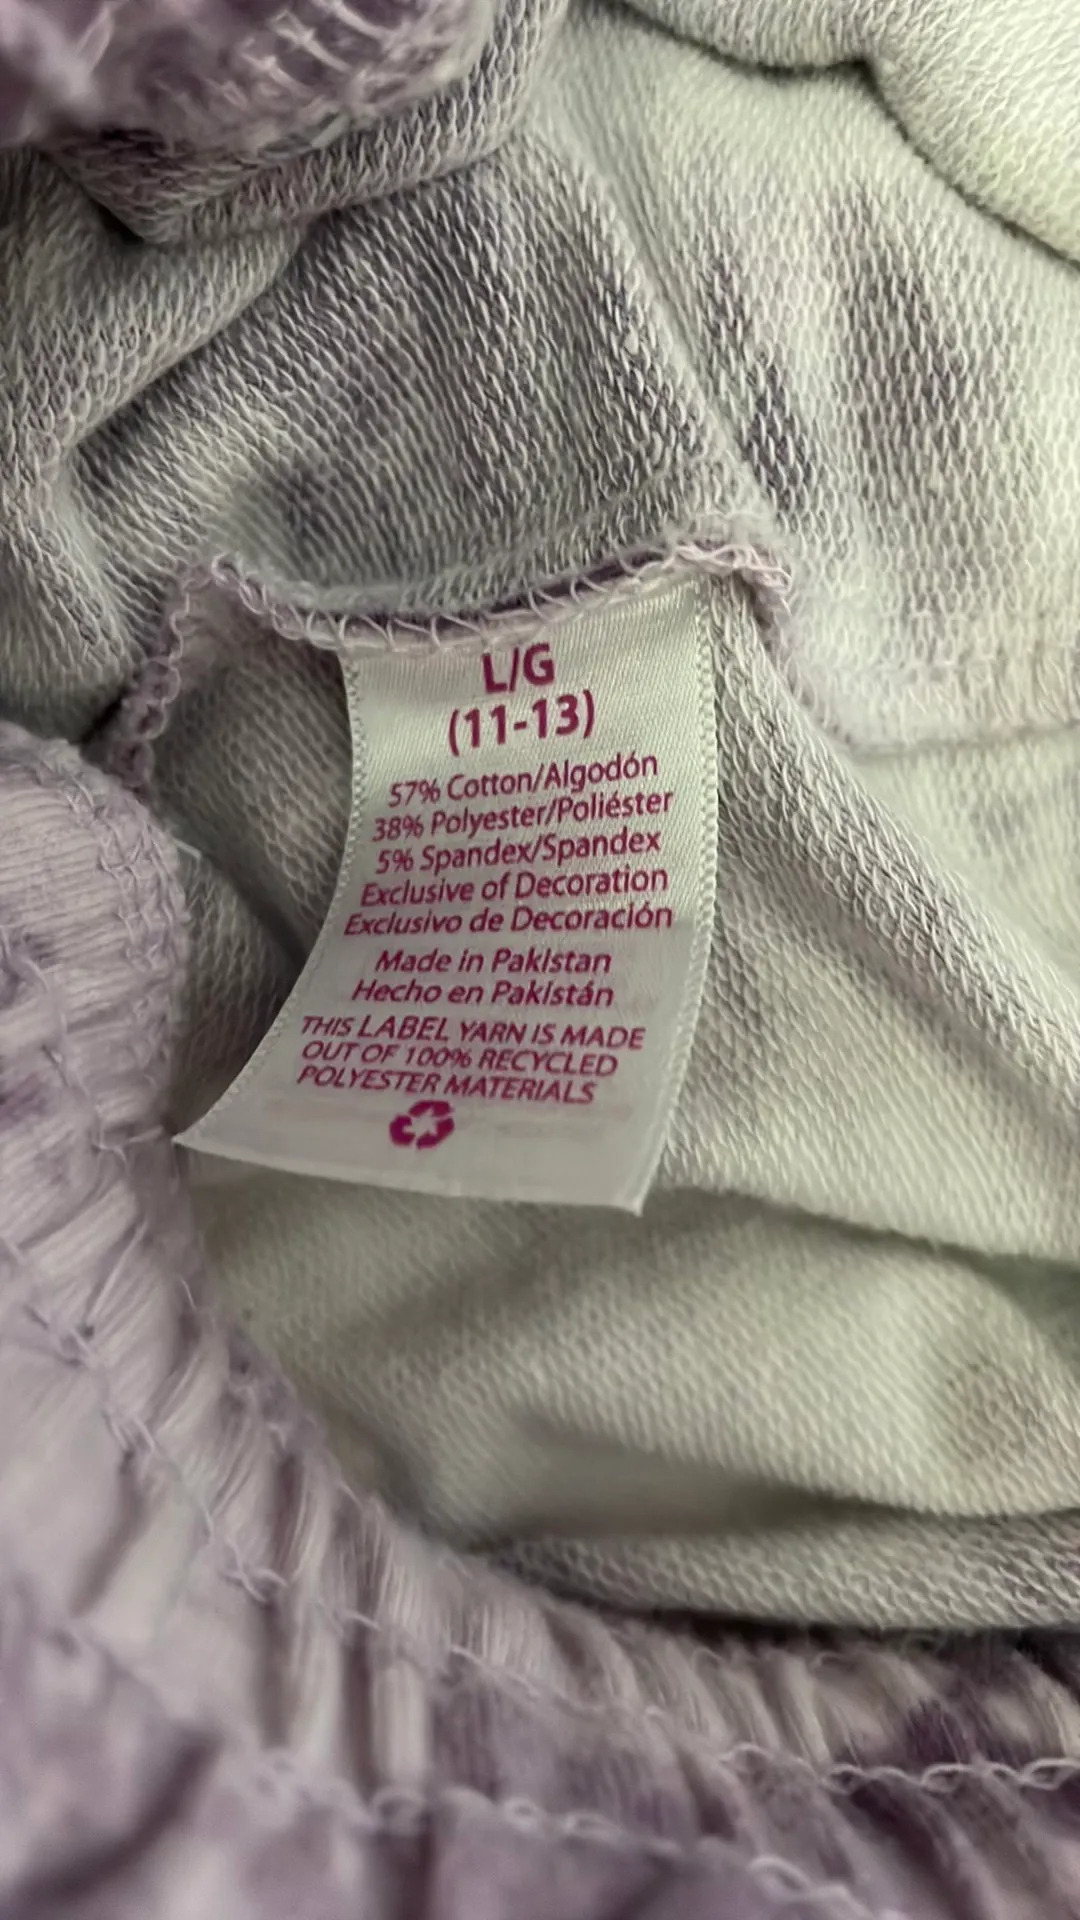 L/G
(11-13)
57% Cotton/Algodón
38% Polyester/Poliéster
5% Spandex/Spandex
Exclusive of Decoration
Exclusivo de Decoración
Made in Pakistan
Hecho en Pakistán
THIS LABEL YARN IS MADE
OUT OF 100% RECYCLED
POLYESTER MATERIALS